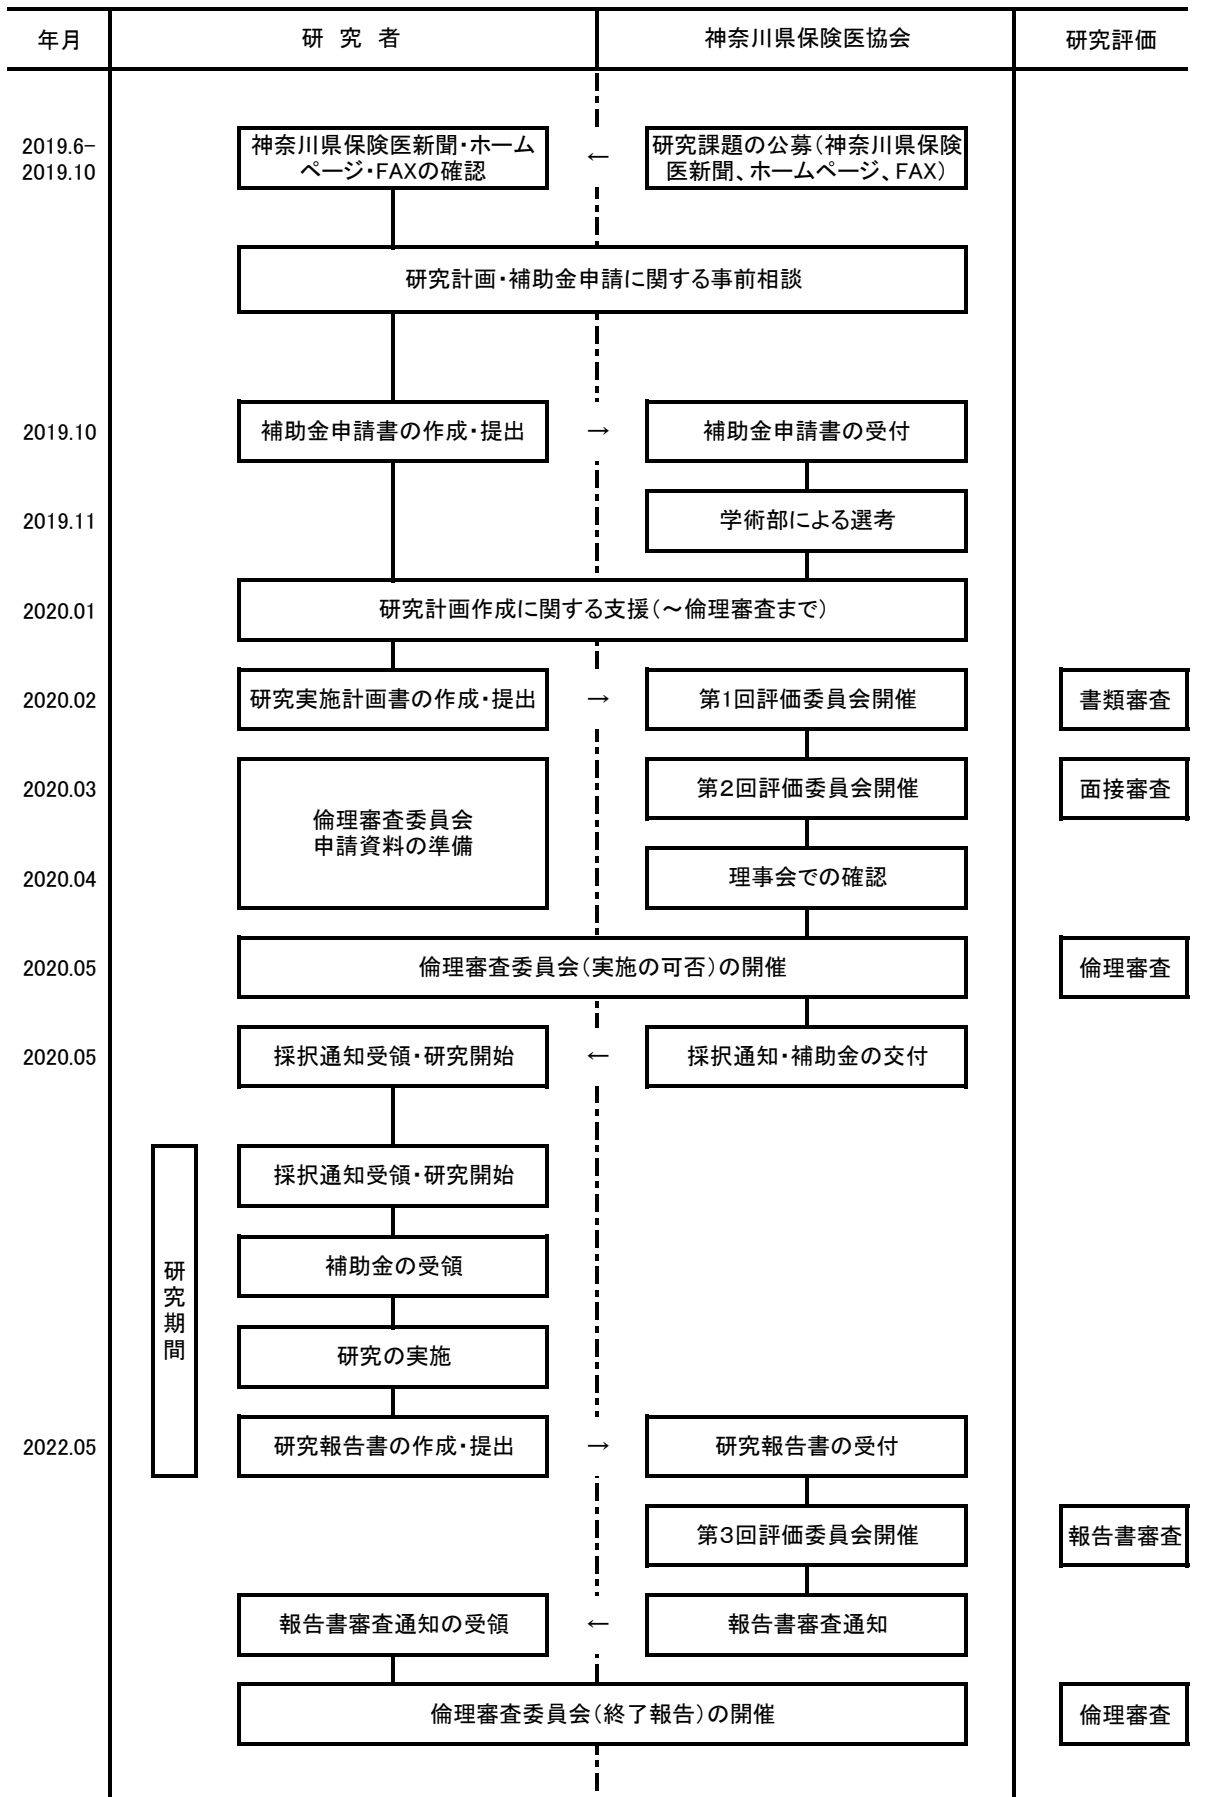 年月
研 究 者
神奈川県保険医協会
研究評価
2019.6-
2019.10
神奈川県保険医新聞・ホーム
ページ・FAXの確認
←
研究課題の公募(神奈川県保険
医新聞、ホームページ、FAX)
研究計画・補助金申請に関する事前相談
2019.10
補助金申請書の作成・提出
→
補助金申請書の受付
2019.11
学術部による選考
2020.01
研究計画作成に関する支援(～倫理審査まで)
2020.02
研究実施計画書の作成・提出
→
第1回評価委員会開催
書類審査
2020.03
第2回評価委員会開催
面接審査
倫理審査委員会
申請資料の準備
2020.04
理事会での確認
2020.05
倫理審査委員会(実施の可否)の開催
倫理審査
2020.05
採択通知受領・研究開始
←
採択通知・補助金の交付
研究期間
採択通知受領・研究開始
補助金の受領
研究の実施
2022.05
研究報告書の作成・提出
→
研究報告書の受付
第3回評価委員会開催
報告書審査
報告書審査通知の受領
←
報告書審査通知
倫理審査委員会(終了報告)の開催
倫理審査